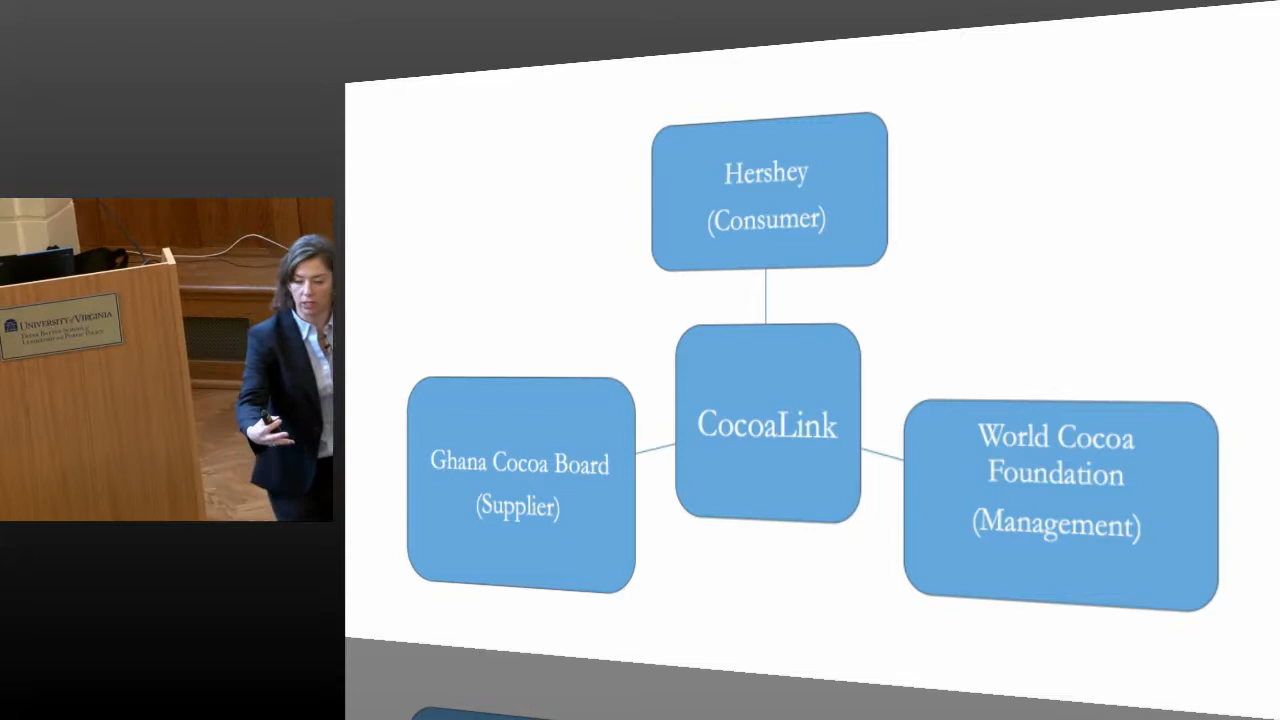 Hershey
(Consumer)
CocoaLink
Ghana Cocoa Board
(Supplier)
World Cocoa
Foundation
(Management)
UNIVERSITY of VIRGINIA
FRANK BATTEN SCHOOL of
LEADERSHIP and PUBLIC POLICY